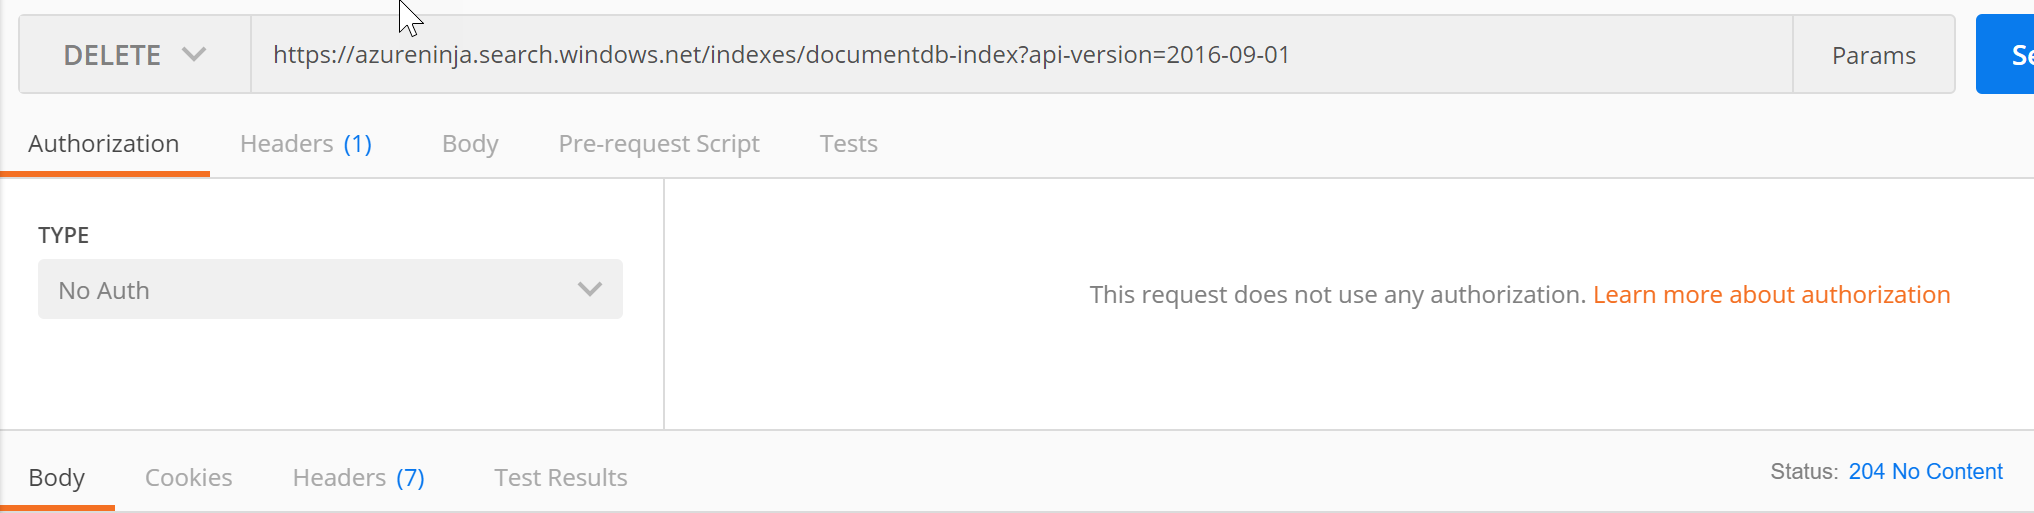 DELETE https://azureninja.search.windows.net/indexes/documentdb-index?api-version=2016-09-01 Params
Authorization Headers (1) Body Pre-request Script Tests
TYPE
No Auth
This request does not use any authorization. Learn more about authorization
Body Cookies Headers (7) Test Results Status: 204 No Content